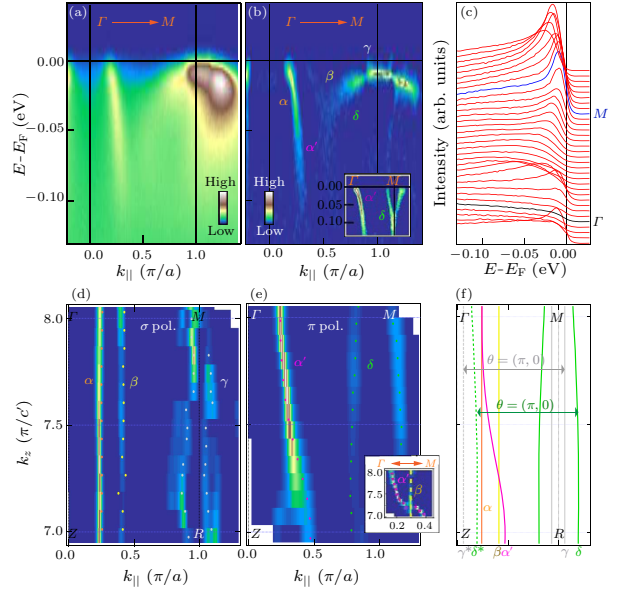 (a)
Γ → M
E-E_F (eV)
0.00
−0.05
−0.10
High
Low
0.0
0.5
1.0
k_|| (π/a)
(b)
Γ → M
γ
β
α
δ
α'
High
Low
Γ
M
0.00
0.05
0.10
α'
δ
0.0
0.5
1.0
k_|| (π/a)
(c)
Intensity (arb. units)
M
Γ
−0.10
−0.05
0.00
E-E_F (eV)
(d)
Γ
M
σ pol.
α
β
γ
8.0
7.5
7.0
k_z (π/c')
Z
R
0.0
0.5
1.0
k_|| (π/a)
(e)
Γ
M
π pol.
α'
δ
Γ
M
8.0
7.5
7.0
α
β
0.2
0.4
Z
0.0
0.5
1.0
k_|| (π/a)
(f)
Γ
M
θ = (π, 0)
θ = (π, 0)
α
Z
R
γ*
δ*
β
α'
γ
δ